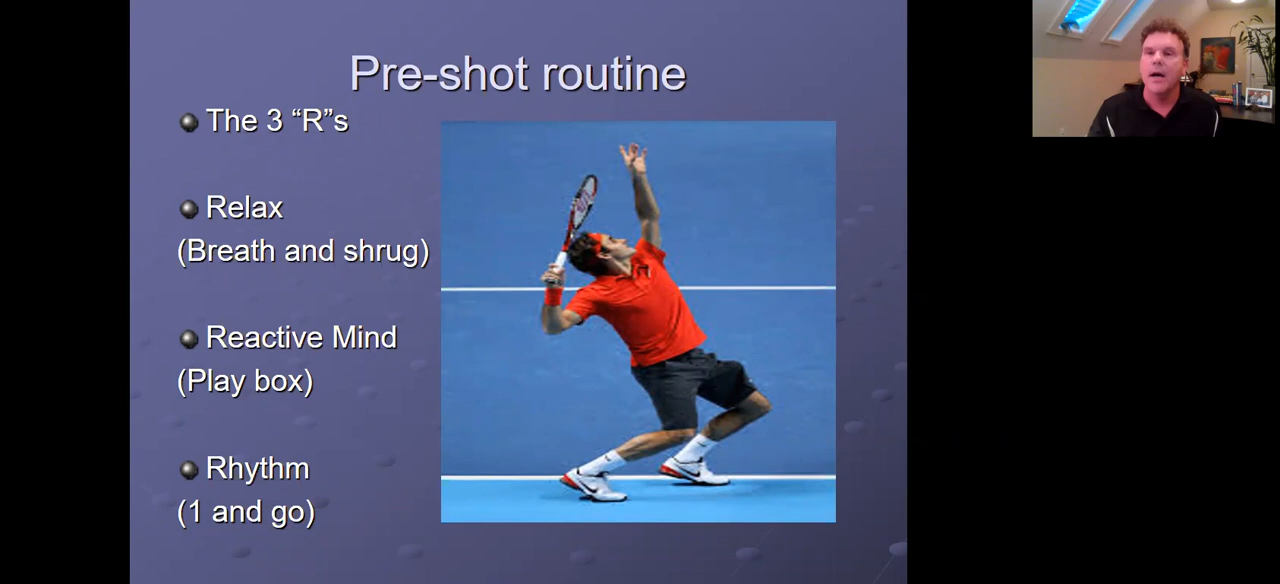 Pre-shot routine
The 3 “R”s
Relax
(Breath and shrug)
Reactive Mind
(Play box)
Rhythm
(1 and go)